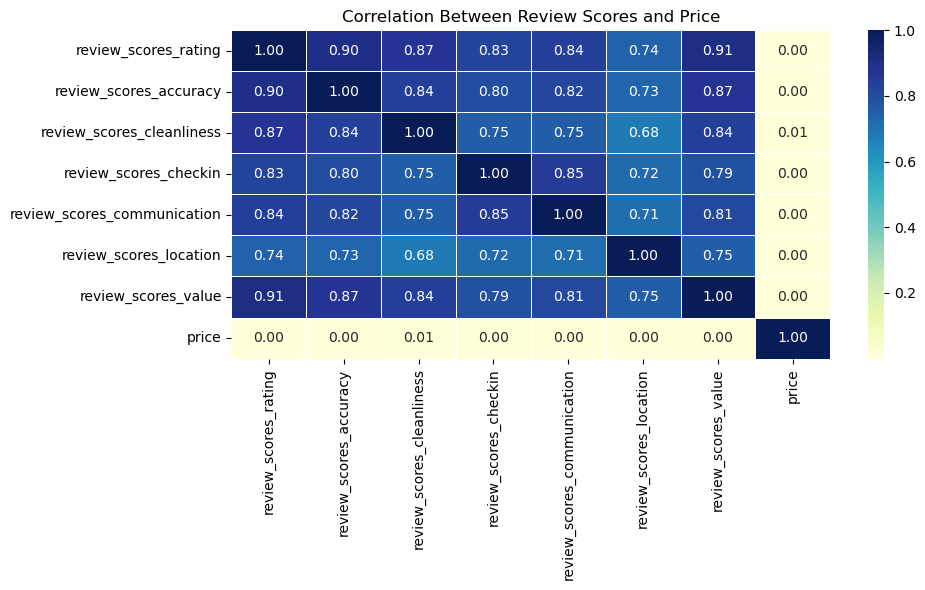 Correlation Between Review Scores and Price
review_scores_rating 1.00 0.90 0.87 0.83 0.84 0.74 0.91 0.00
review_scores_accuracy 0.90 1.00 0.84 0.80 0.82 0.73 0.87 0.00
review_scores_cleanliness 0.87 0.84 1.00 0.75 0.75 0.68 0.84 0.01
review_scores_checkin 0.83 0.80 0.75 1.00 0.85 0.72 0.79 0.00
review_scores_communication 0.84 0.82 0.75 0.85 1.00 0.71 0.81 0.00
review_scores_location 0.74 0.73 0.68 0.72 0.71 1.00 0.75 0.00
review_scores_value 0.91 0.87 0.84 0.79 0.81 0.75 1.00 0.00
price 0.00 0.00 0.01 0.00 0.00 0.00 0.00 1.00
review_scores_rating
review_scores_accuracy
review_scores_cleanliness
review_scores_checkin
review_scores_communication
review_scores_location
review_scores_value
price
1.0
0.8
0.6
0.4
0.2